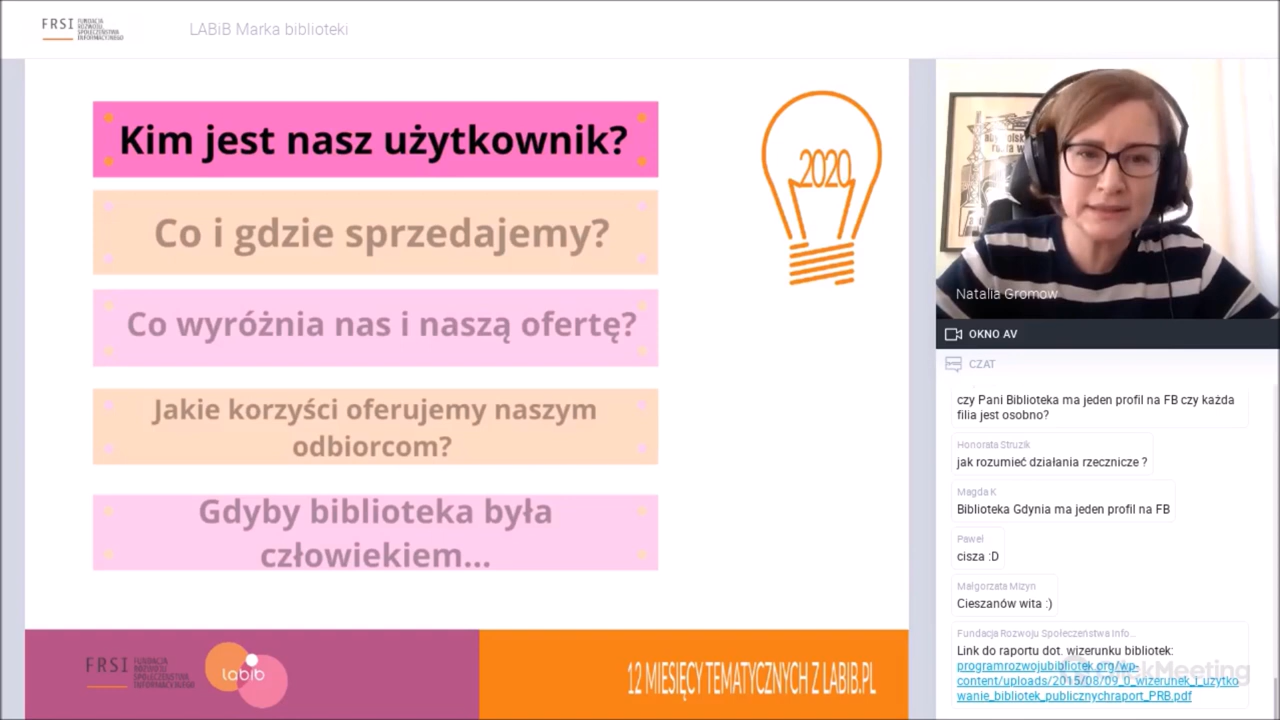 FRSI FUNDACJA
ROZWOJU
SPOŁECZEŃSTWA
INFORMACYJNEGO
LABiB Marka biblioteki
Kim jest nasz użytkownik?
Co i gdzie sprzedajemy?
Co wyróżnia nas i naszą ofertę?
Jakie korzyści oferujemy naszym
odbiorcom?
Gdyby biblioteka była
człowiekiem...
2020
FRSI FUNDACJA
ROZWOJU
SPOŁECZEŃSTWA
INFORMACYJNEGO
labib
12 MIESIĘCY TEMATYCZNYCH Z LABIB.PL
Natalia Gromow
OKNO AV
CZAT
czy Pani Biblioteka ma jeden profil na FB czy każda
filia jest osobno?
Honorata Struzik
jak rozumieć działania rzecznicze ?
Magda K
Biblioteka Gdynia ma jeden profil na FB
Paweł
cisza :D
Małgorzata Mizyn
Cieszanów wita :)
Fundacja Rozwoju Społeczeństwa Info...
Link do raportu dot. wizerunku bibliotek:
programrozwojubibliotek.org/wp-
content/uploads/2015/08/09_o_wizerunek_i_uzytko
wanie_bibliotek_publicznychraport_PRB.pdf